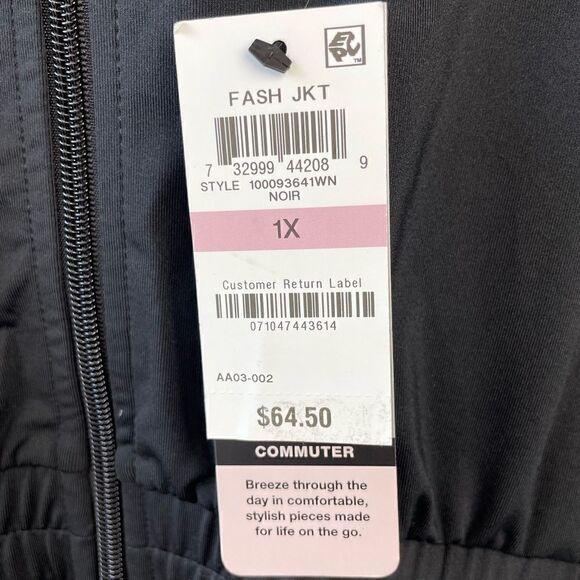 EPC
FASH JKT
7 32999 44208 9
STYLE 100093641WN
NOIR
1X
Customer Return Label
071047443614
AA03-002
$64.50
COMMUTER
Breeze through the
day in comfortable,
stylish pieces made
for life on the go.